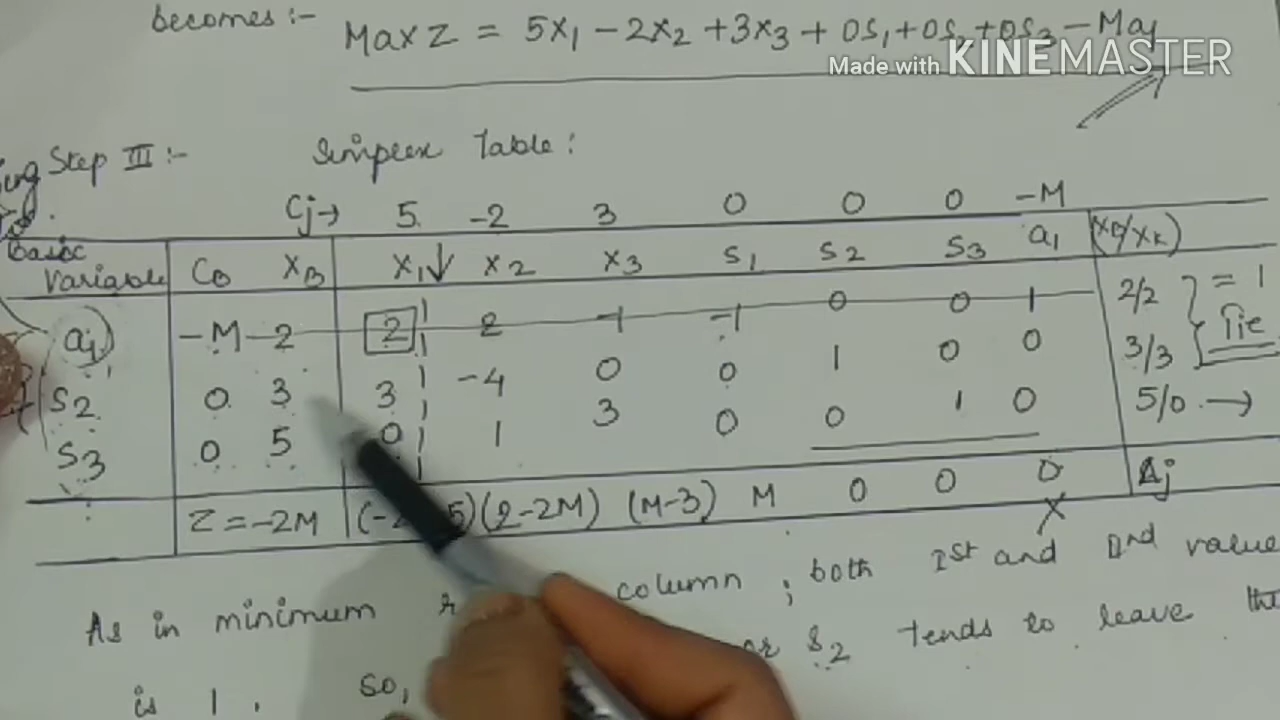 becomes :- Max Z = 5x₁ - 2x₂ + 3x₃ + 0s₁ + 0s₂ + 0s₃ - Ma₁
Made with KINEMASTER
Step III :- Simplex Table :
Cj → 5 -2 3 0 0 0 -M
Basic Variable CB XB X₁↓ X₂ X₃ S₁ S₂ S₃ a₁ (XB/XK)
a₁ -M 2 2 2 -1 -1 0 0 1 2/2 = 1
S₂ 0 3 3 -4 0 0 1 0 0 3/3 Tie
S₃ 0 5 0 1 3 0 0 1 0 5/0 →
Z = -2M (2-2M) (M-3) M 0 0 0 Δj
X
As in minimum column ; both Ist and IInd value
is 1 . So, or S₂ tends to leave the